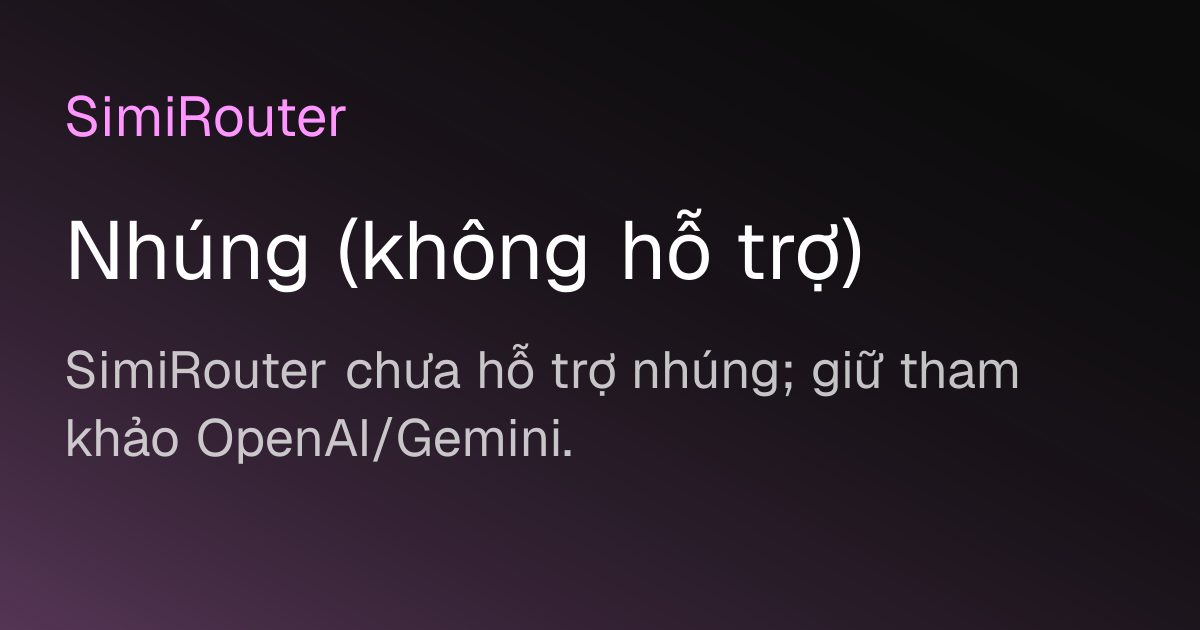 SimiRouter
Nhúng (không hỗ trợ)
SimiRouter chưa hỗ trợ nhúng; giữ tham
khảo OpenAI/Gemini.